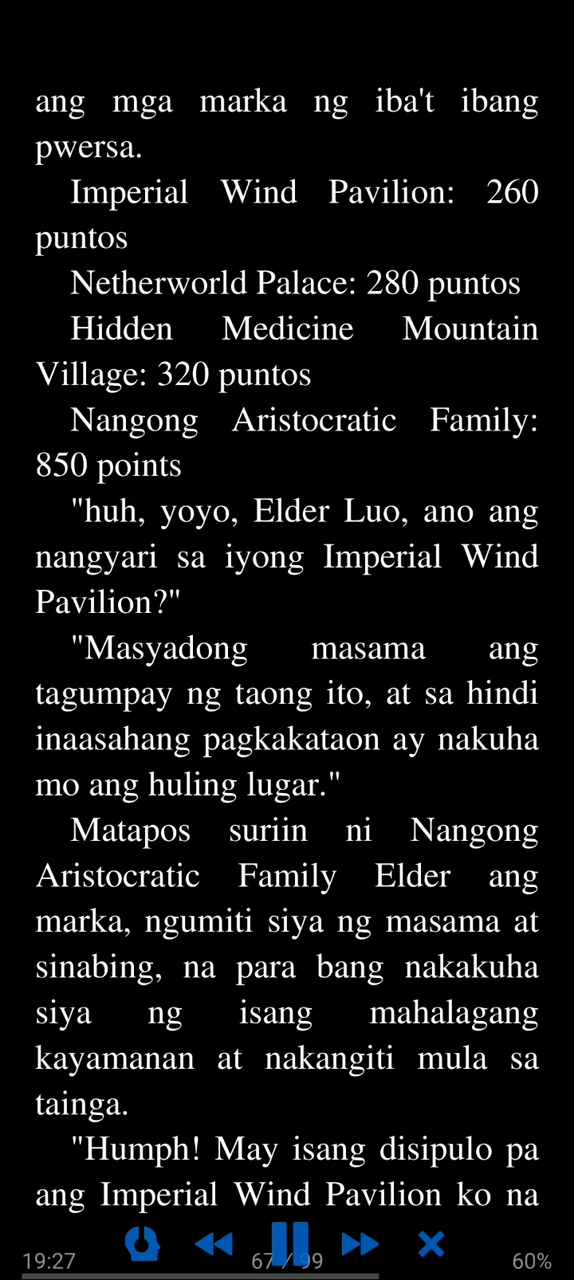 ang mga marka ng iba't ibang
pwersa.
Imperial Wind Pavilion: 260
puntos
Netherworld Palace: 280 puntos
Hidden Medicine Mountain
Village: 320 puntos
Nangong Aristocratic Family:
850 points
"huh, yoyo, Elder Luo, ano ang
nangyari sa iyong Imperial Wind
Pavilion?"
"Masyadong masama ang
tagumpay ng taong ito, at sa hindi
inaasahang pagkakataon ay nakuha
mo ang huling lugar."
Matapos suriin ni Nangong
Aristocratic Family Elder ang
marka, ngumiti siya ng masama at
sinabing, na para bang nakakuha
siya ng isang mahalagang
kayamanan at nakangiti mula sa
tainga.
"Humph! May isang disipulo pa
ang Imperial Wind Pavilion ko na
19:27 67 / 99 60%